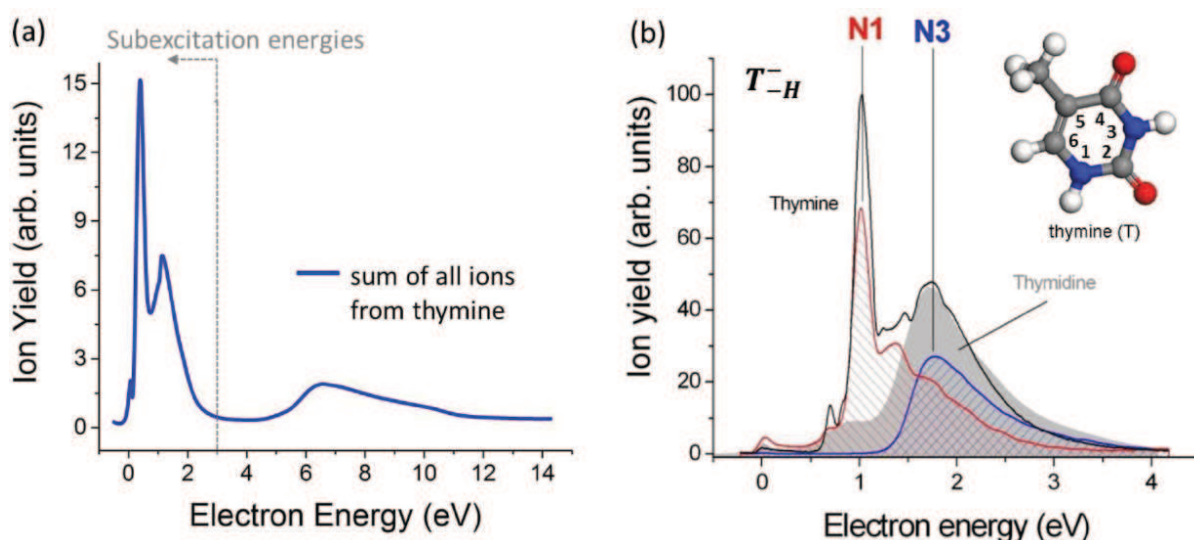 (a)
Subexcitation energies
15
12
9
6
3
0
Ion Yield (arb. units)
sum of all ions
from thymine
0 2 4 6 8 10 12 14
Electron Energy (eV)
(b)
N1 N3
T⁻₋H
100
80
60
40
20
0
Ion yield (arb. units)
Thymine
5 4
6 3
1 2
thymine (T)
Thymidine
0 1 2 3 4
Electron energy (eV)